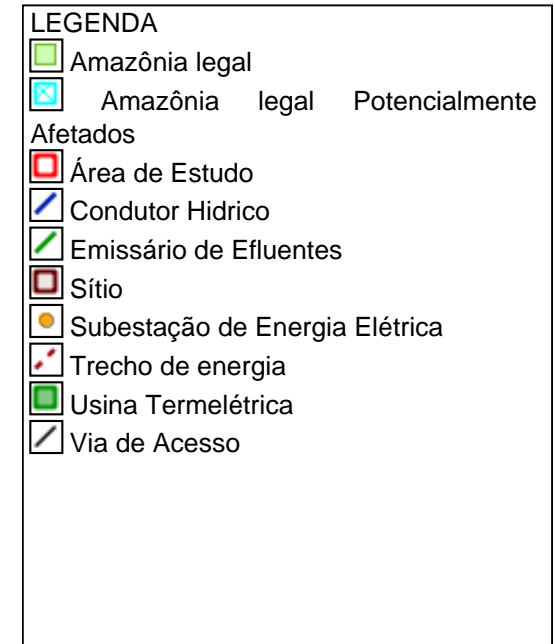 LEGENDA
Amazônia legal
Amazônia legal Potencialmente
Afetados
Área de Estudo
Condutor Hidrico
Emissário de Efluentes
Sítio
Subestação de Energia Elétrica
Trecho de energia
Usina Termelétrica
Via de Acesso